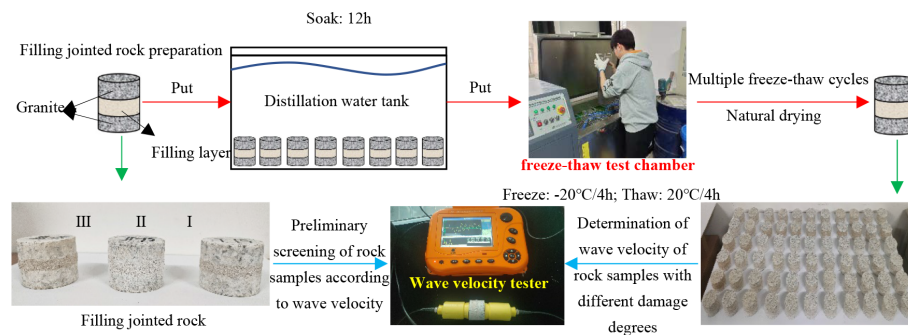 Soak: 12h
Filling jointed rock preparation
Granite
Put
Distillation water tank
Put
Multiple freeze-thaw cycles
Natural drying
Filling layer
freeze-thaw test chamber
Freeze: -20℃/4h; Thaw: 20℃/4h
III II I
Preliminary
screening of rock
samples according
to wave velocity
Wave velocity tester
Determination of
wave velocity of
rock samples with
different damage
degrees
Filling jointed rock